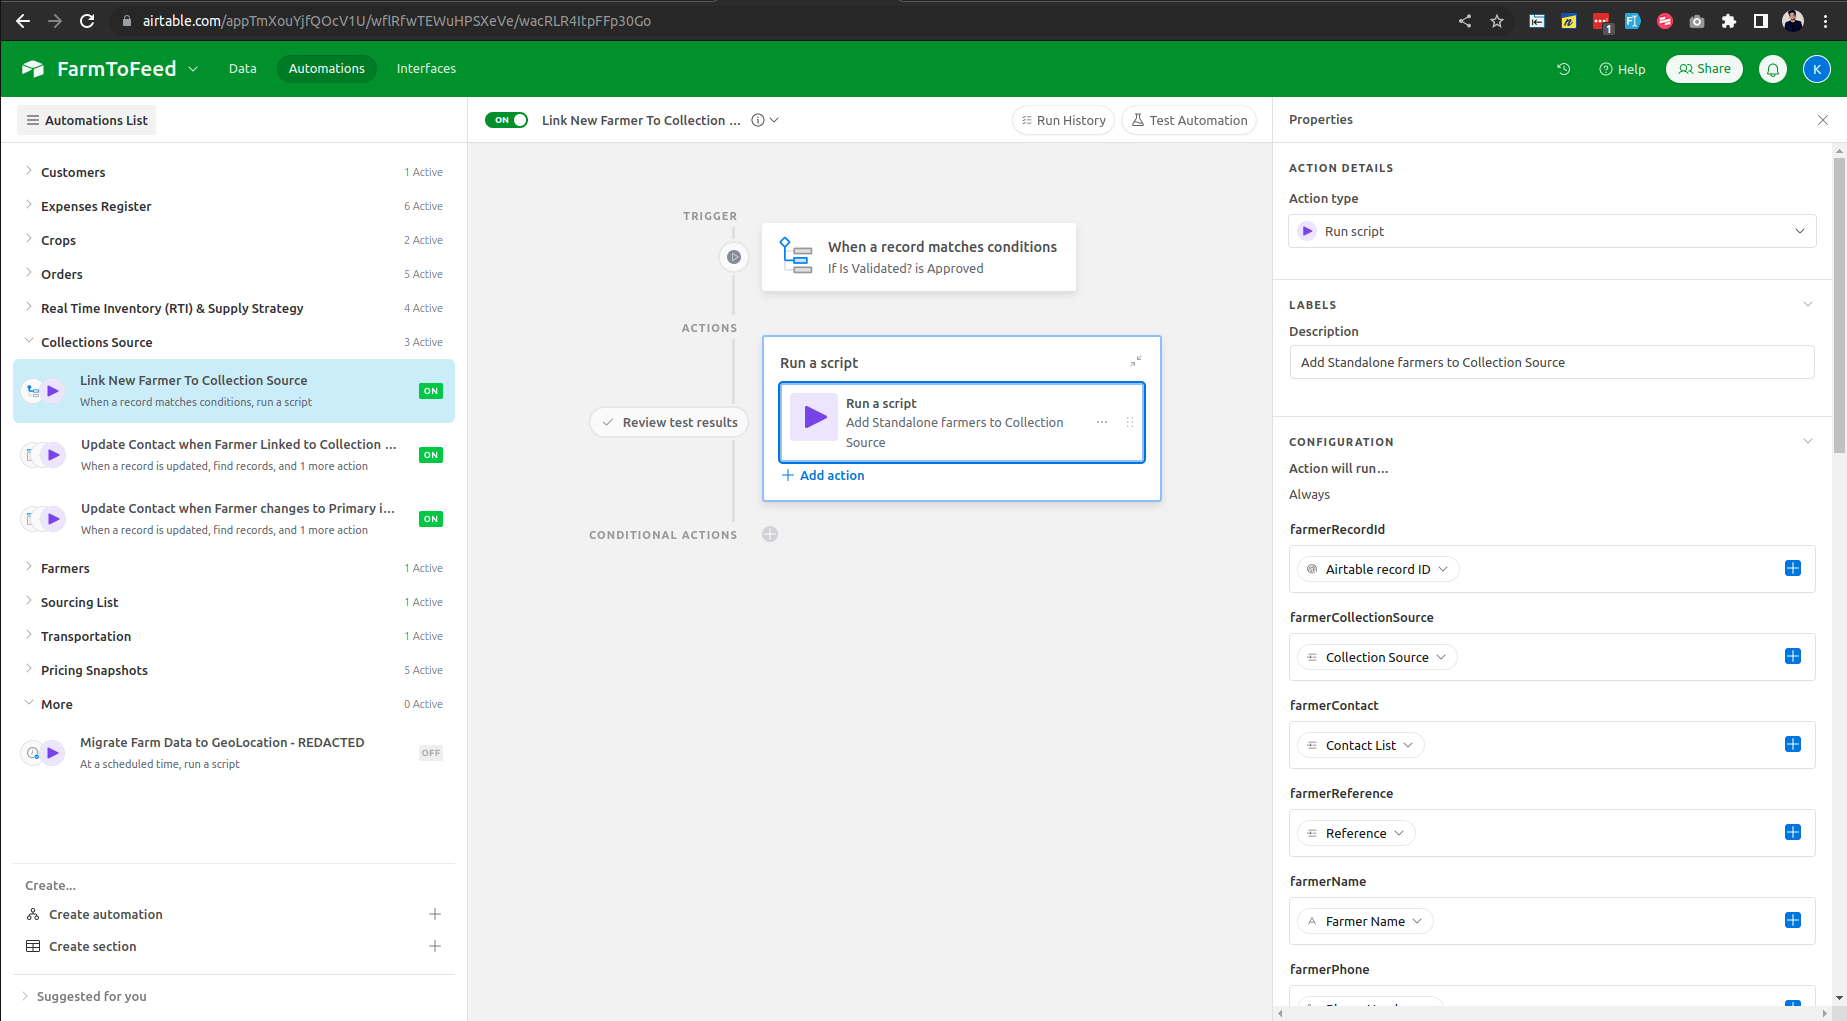 airtable.com/appTmXouYjfQOcV1U/wflRfwTEWuHPSXeVe/wacRLR4ItpFFp30Go
1
FarmToFeed
Data
Automations
Interfaces
Help
Share
K
Automations List
ON
Link New Farmer To Collection ...
Run History
Test Automation
Properties
Customers
1 Active
Expenses Register
6 Active
Crops
2 Active
Orders
5 Active
Real Time Inventory (RTI) & Supply Strategy
4 Active
Collections Source
3 Active
Link New Farmer To Collection Source
When a record matches conditions, run a script
ON
Update Contact when Farmer Linked to Collection ...
When a record is updated, find records, and 1 more action
ON
Update Contact when Farmer changes to Primary i...
When a record is updated, find records, and 1 more action
ON
Farmers
1 Active
Sourcing List
1 Active
Transportation
1 Active
Pricing Snapshots
5 Active
More
0 Active
Migrate Farm Data to GeoLocation - REDACTED
At a scheduled time, run a script
OFF
Create...
Create automation
Create section
Suggested for you
TRIGGER
When a record matches conditions
If Is Validated? is Approved
ACTIONS
Run a script
Review test results
Run a script
Add Standalone farmers to Collection
Source
Add action
CONDITIONAL ACTIONS
ACTION DETAILS
Action type
Run script
LABELS
Description
Add Standalone farmers to Collection Source
CONFIGURATION
Action will run...
Always
farmerRecordId
Airtable record ID
farmerCollectionSource
Collection Source
farmerContact
Contact List
farmerReference
Reference
farmerName
Farmer Name
farmerPhone